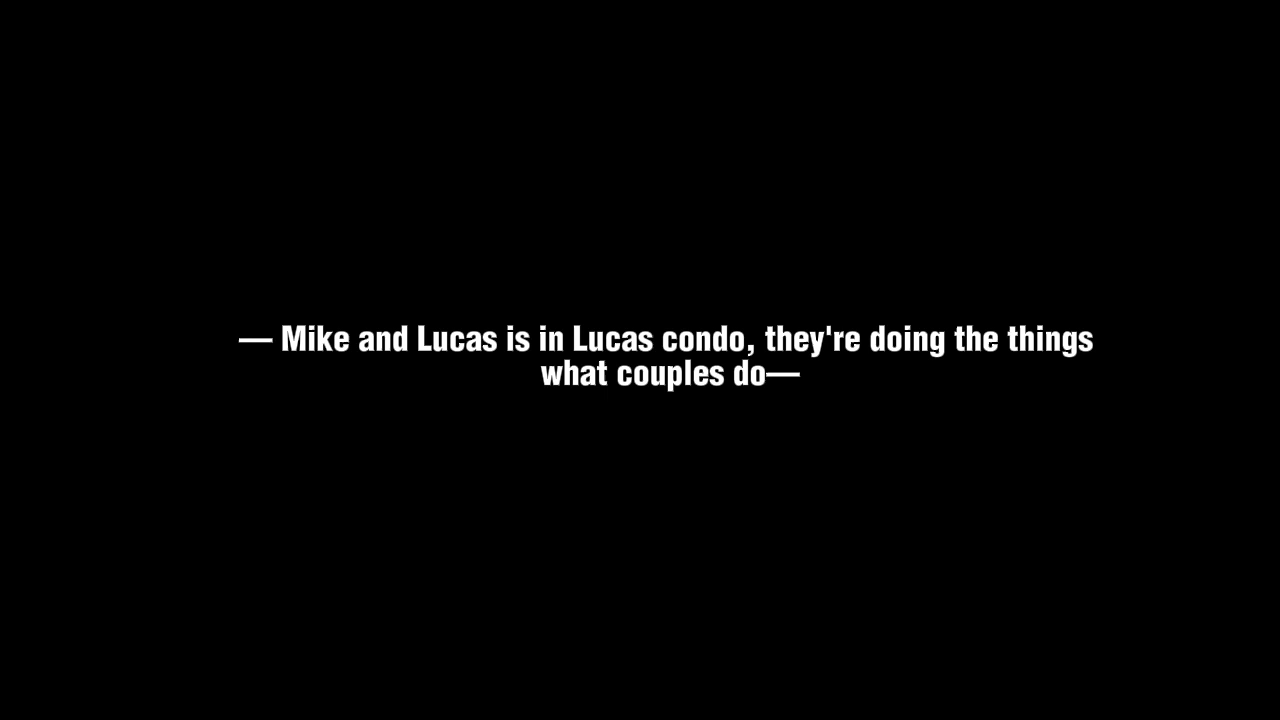 — Mike and Lucas is in Lucas condo, they're doing the things
what couples do—